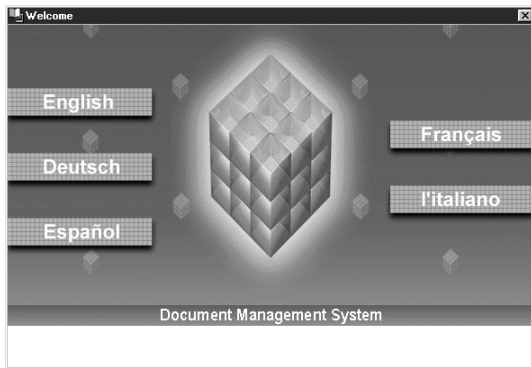 Welcome
English
Deutsch
Español
Français
l'italiano
Document Management System